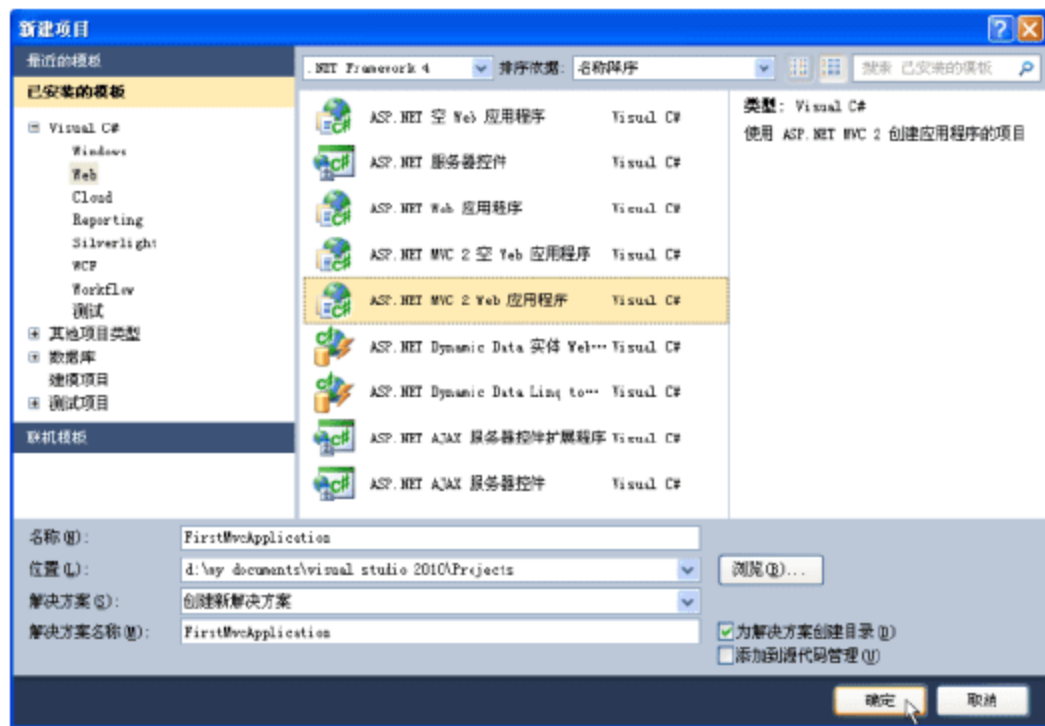 新建项目
最近的模板
.NET Framework 4
排序依据:
名称降序
搜索 已安装的模板
已安装的模板
Visual C#
Windows
Web
Cloud
Reporting
Silverlight
WCF
Workflow
测试
其他项目类型
数据库
建模项目
测试项目
联机模板
ASP.NET 空 Web 应用程序 Visual C#
ASP.NET 服务器控件 Visual C#
ASP.NET Web 应用程序 Visual C#
ASP.NET MVC 2 空 Web 应用程序 Visual C#
ASP.NET MVC 2 Web 应用程序 Visual C#
ASP.NET Dynamic Data 实体 Web… Visual C#
ASP.NET Dynamic Data Linq to… Visual C#
ASP.NET AJAX 服务器控件扩展程序 Visual C#
ASP.NET AJAX 服务器控件 Visual C#
类型: Visual C#
使用 ASP.NET MVC 2 创建应用程序的项目
名称(N): FirstMvcApplication
位置(L): d:\my documents\visual studio 2010\Projects 浏览(B)...
解决方案(S): 创建新解决方案
解决方案名称(M): FirstMvcApplication
为解决方案创建目录(D)
添加到源代码管理(U)
确定 取消